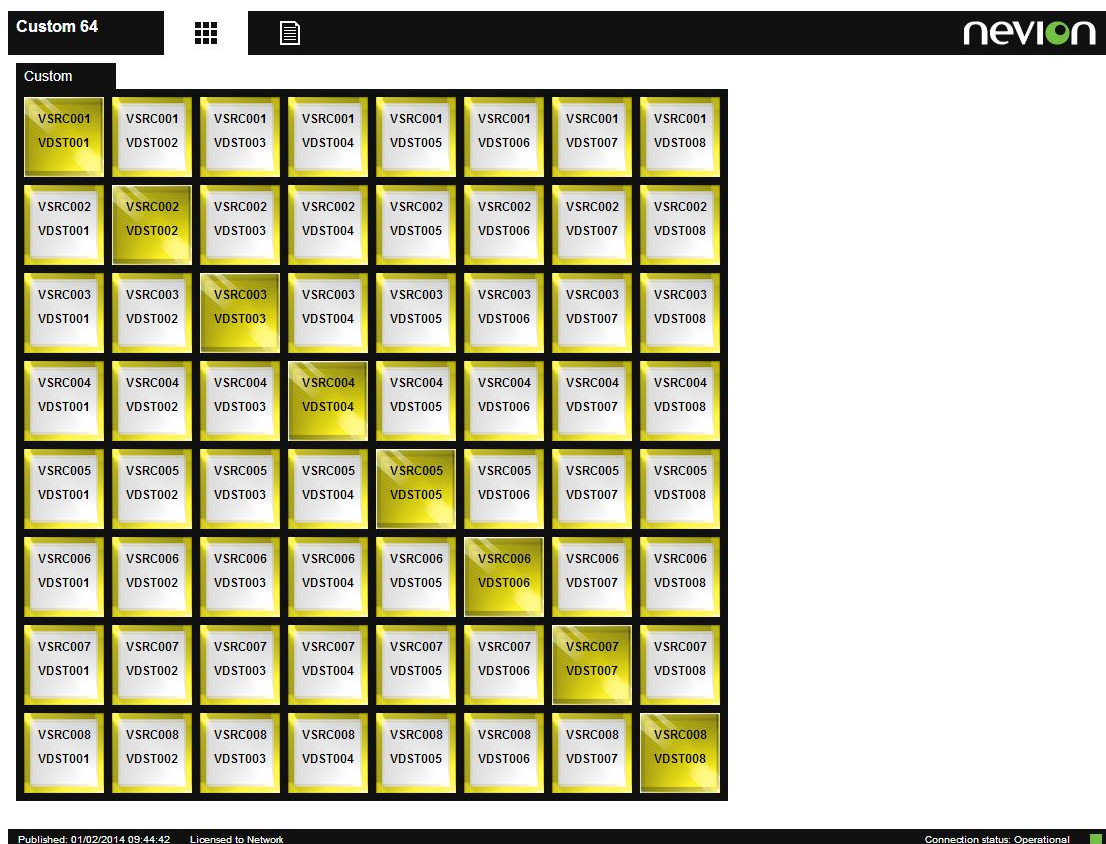 Custom 64
nevion
Custom
VSRC001 VSRC001 VSRC001 VSRC001 VSRC001 VSRC001 VSRC001 VSRC001
VDST001 VDST002 VDST003 VDST004 VDST005 VDST006 VDST007 VDST008
VSRC002 VSRC002 VSRC002 VSRC002 VSRC002 VSRC002 VSRC002 VSRC002
VDST001 VDST002 VDST003 VDST004 VDST005 VDST006 VDST007 VDST008
VSRC003 VSRC003 VSRC003 VSRC003 VSRC003 VSRC003 VSRC003 VSRC003
VDST001 VDST002 VDST003 VDST004 VDST005 VDST006 VDST007 VDST008
VSRC004 VSRC004 VSRC004 VSRC004 VSRC004 VSRC004 VSRC004 VSRC004
VDST001 VDST002 VDST003 VDST004 VDST005 VDST006 VDST007 VDST008
VSRC005 VSRC005 VSRC005 VSRC005 VSRC005 VSRC005 VSRC005 VSRC005
VDST001 VDST002 VDST003 VDST004 VDST005 VDST006 VDST007 VDST008
VSRC006 VSRC006 VSRC006 VSRC006 VSRC006 VSRC006 VSRC006 VSRC006
VDST001 VDST002 VDST003 VDST004 VDST005 VDST006 VDST007 VDST008
VSRC007 VSRC007 VSRC007 VSRC007 VSRC007 VSRC007 VSRC007 VSRC007
VDST001 VDST002 VDST003 VDST004 VDST005 VDST006 VDST007 VDST008
VSRC008 VSRC008 VSRC008 VSRC008 VSRC008 VSRC008 VSRC008 VSRC008
VDST001 VDST002 VDST003 VDST004 VDST005 VDST006 VDST007 VDST008
Published: 01/02/2014 09:44:42 Licensed to Network Connection status: Operational